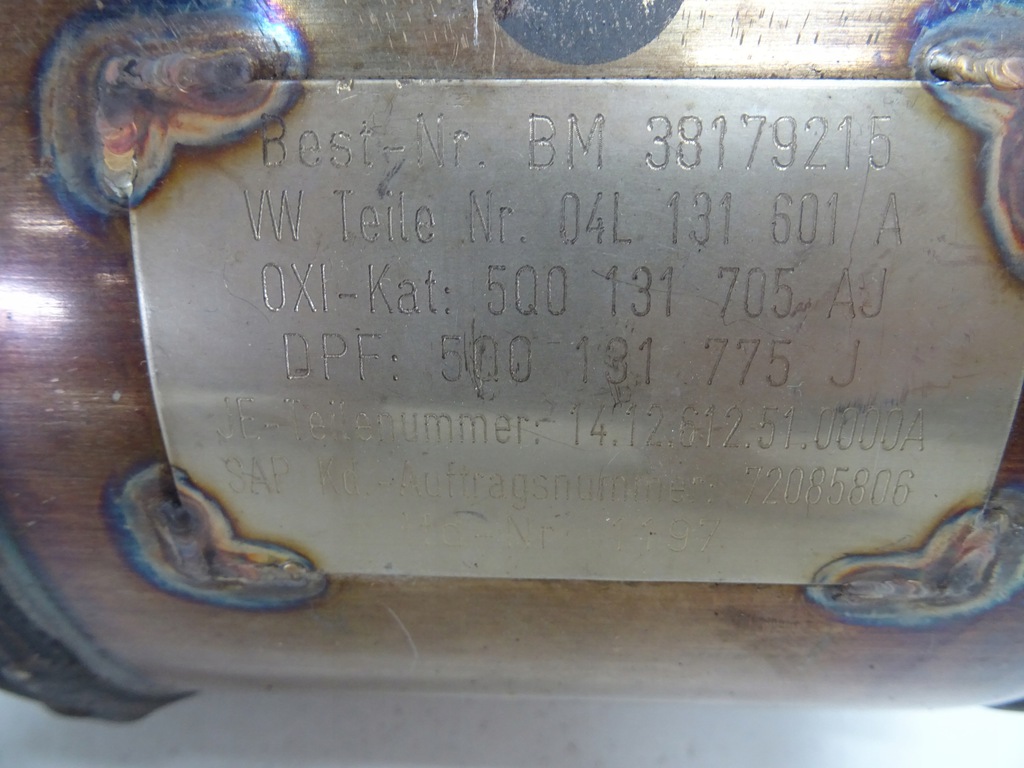 Best-Nr. BM 38179215
VW Teile Nr. 04L 131 601 A
OXI-Kat: 5Q0 131 705 AJ
DPF: 5Q0 131 775 J
JE-Teilenummer: 14.12.612.51.0000A
SAP Kd.-Auftragsnummer: 72085806